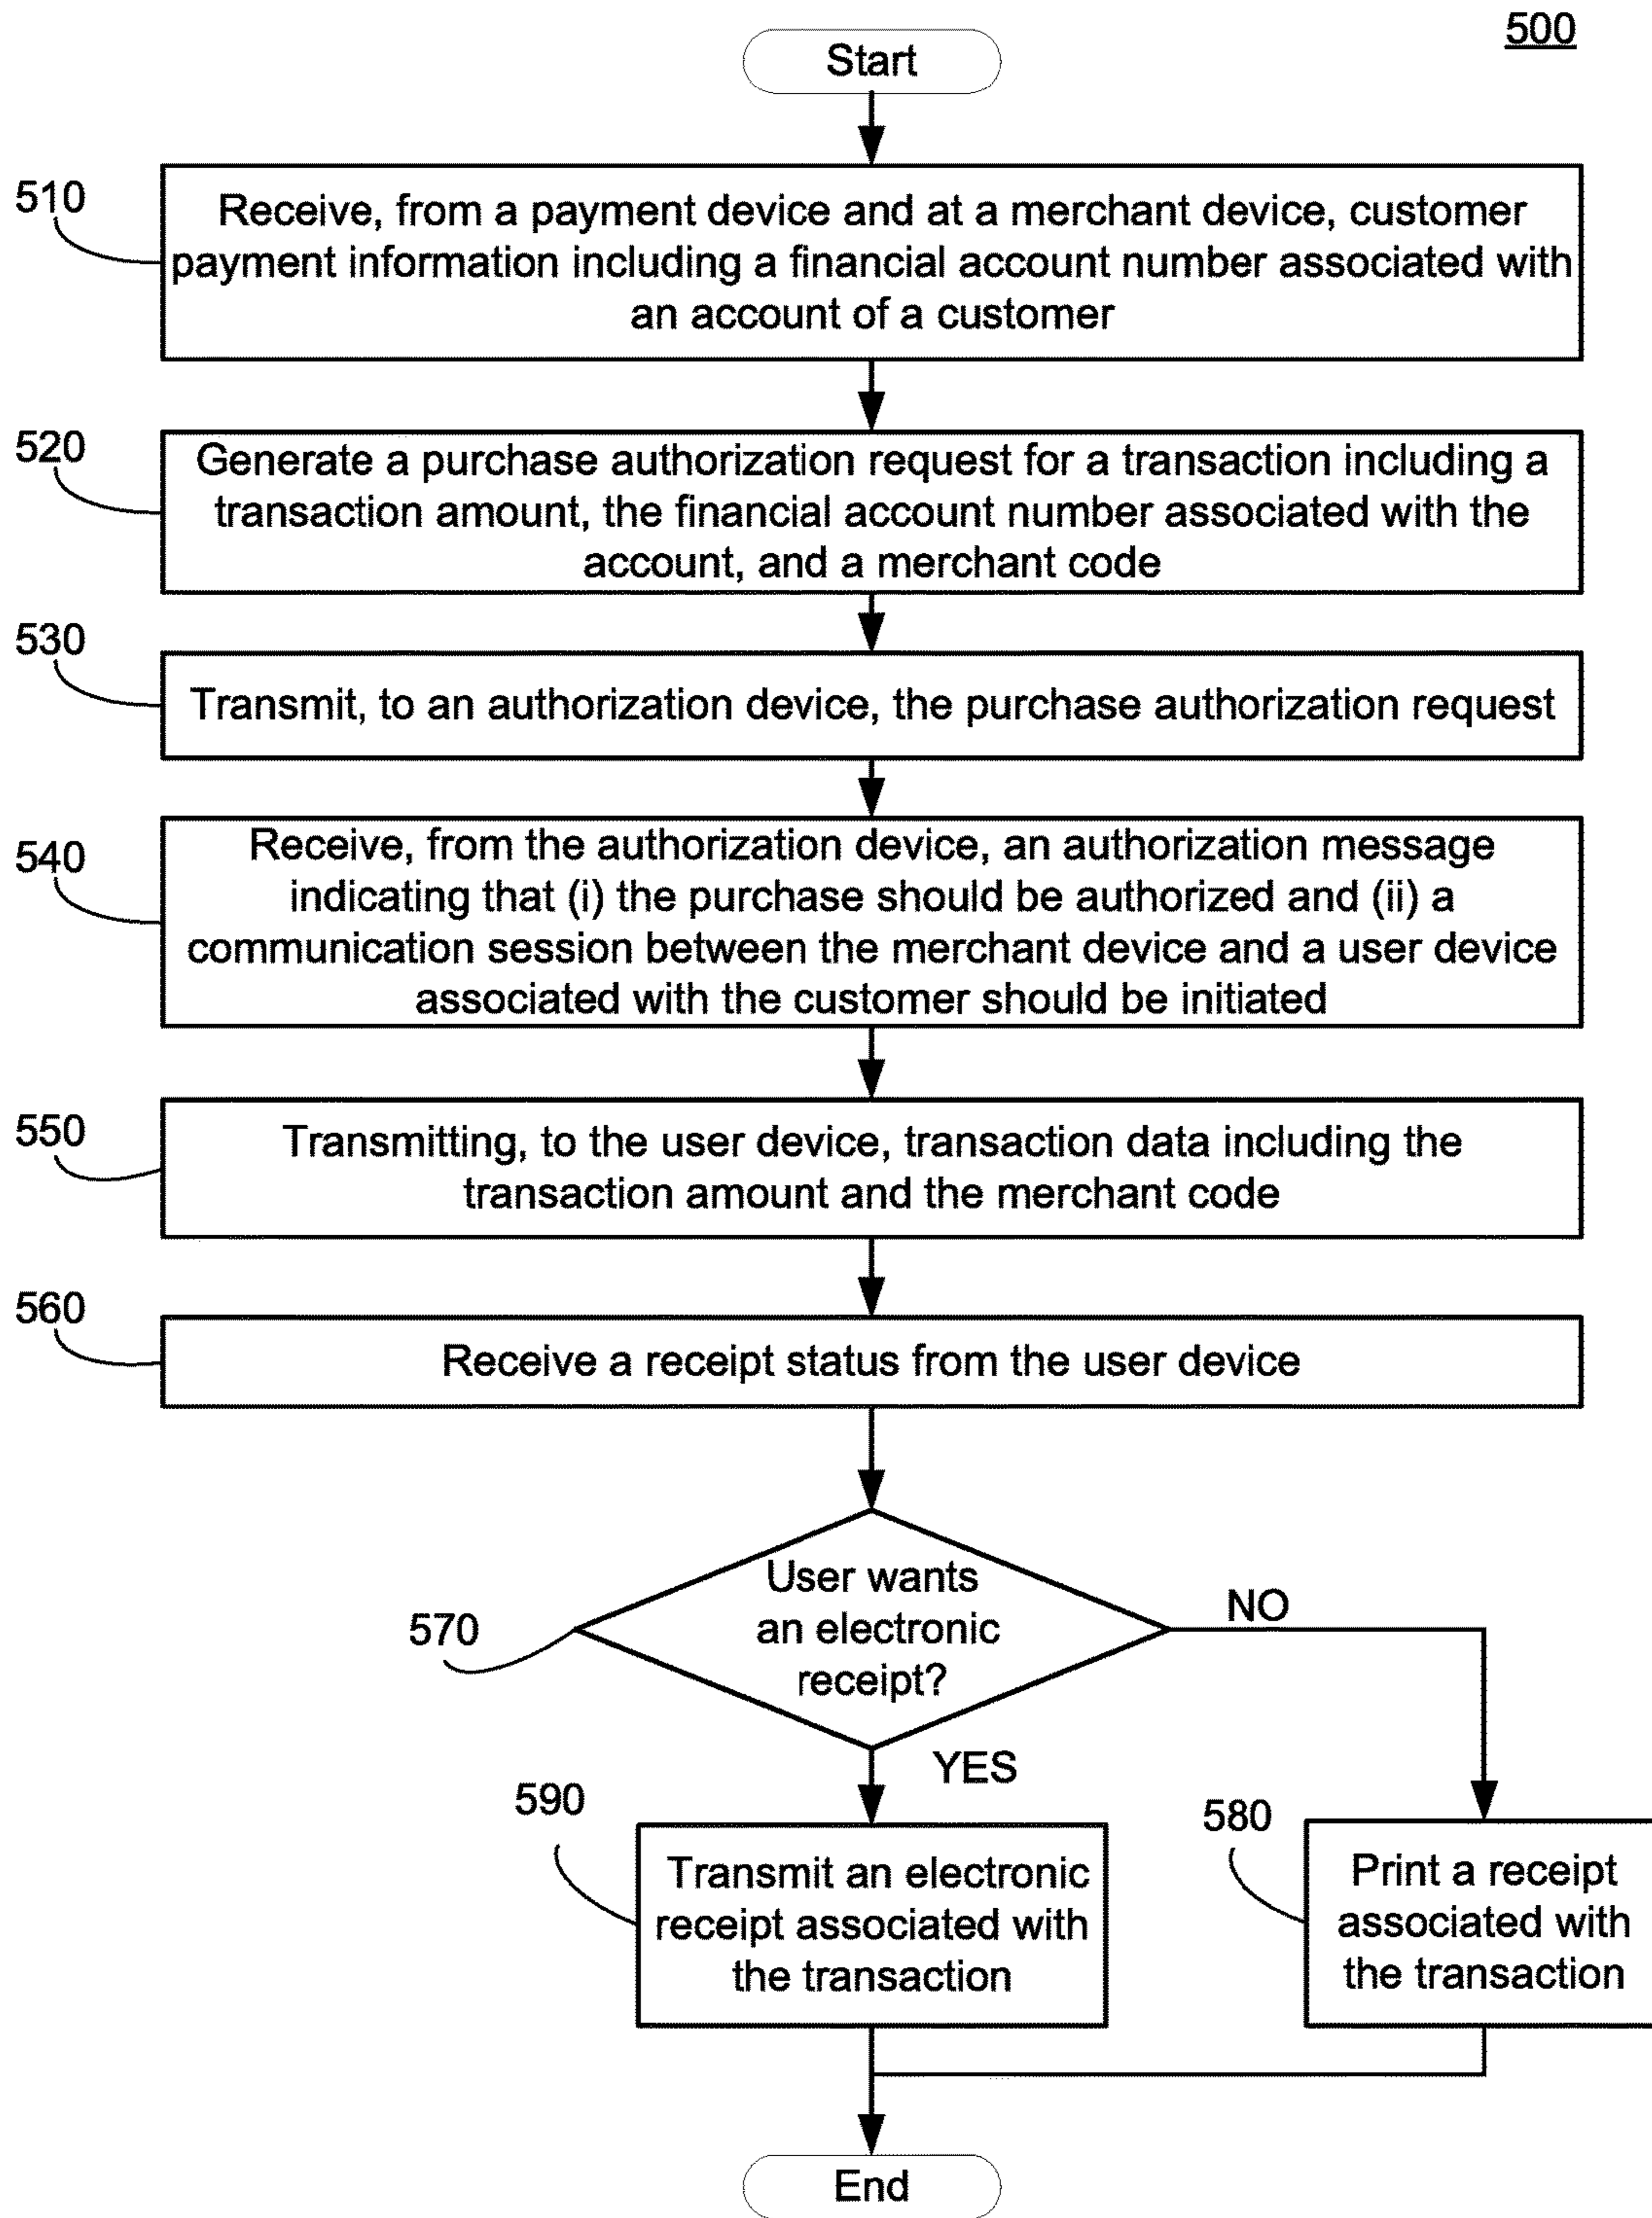 500
Start
510
Receive, from a payment device and at a merchant device, customer
payment information including a financial account number associated with
an account of a customer
520
Generate a purchase authorization request for a transaction including a
transaction amount, the financial account number associated with the
account, and a merchant code
530
Transmit, to an authorization device, the purchase authorization request
540
Receive, from the authorization device, an authorization message
indicating that (i) the purchase should be authorized and (ii) a
communication session between the merchant device and a user device
associated with the customer should be initiated
550
Transmitting, to the user device, transaction data including the
transaction amount and the merchant code
560
Receive a receipt status from the user device
570
User wants
an electronic
receipt?
NO
YES
590
Transmit an electronic
receipt associated with
the transaction
580
Print a receipt
associated with
the transaction
End